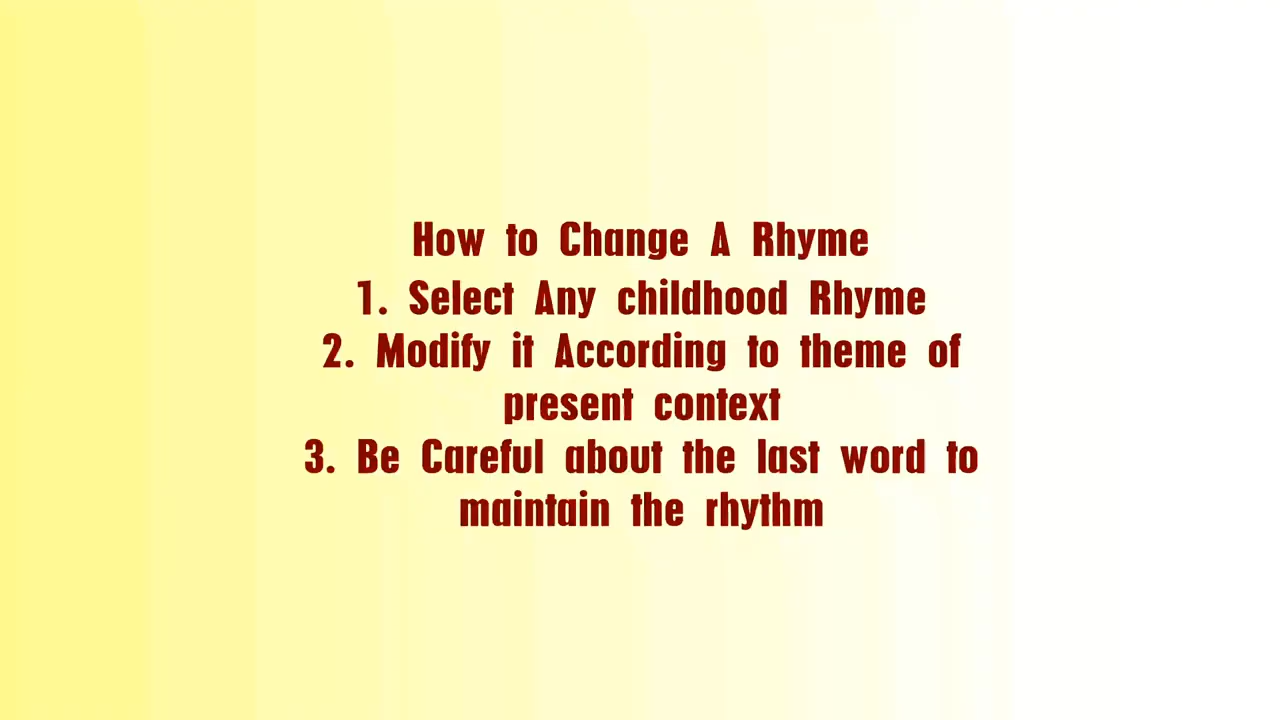 How to Change A Rhyme
1. Select Any childhood Rhyme
2. Modify it According to theme of
present context
3. Be Careful about the last word to
maintain the rhythm